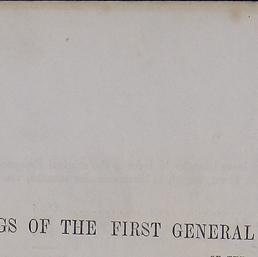 GS OF THE FIRST GENERAL